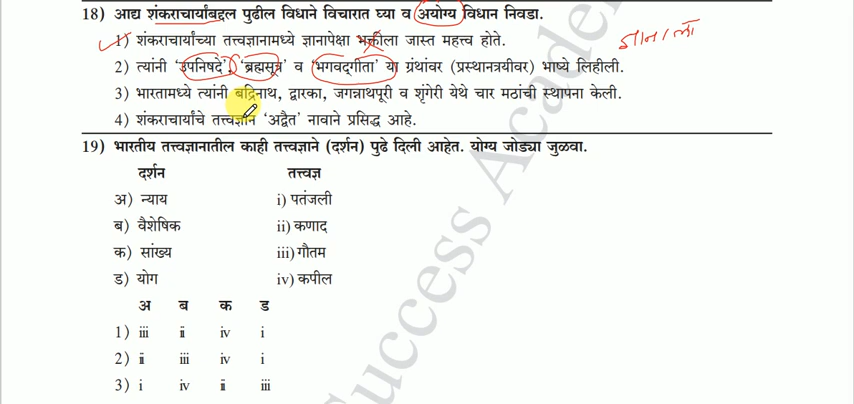 18) आद्य शंकराचार्यांबद्दल पुढील विधाने विचारात घ्या व अयोग्य विधान निवडा.
1) शंकराचार्यांच्या तत्त्वज्ञानामध्ये ज्ञानापेक्षा भक्तीला जास्त महत्त्व होते. ज्ञानाला
2) त्यांनी 'उपनिषदे', 'ब्रह्मसूत्र' व 'भगवद्‌गीता' या ग्रंथांवर (प्रस्थानत्रयीवर) भाष्ये लिहीली.
3) भारतामध्ये त्यांनी बद्रिनाथ, द्वारका, जगन्नाथपूरी व शृंगेरी येथे चार मठांची स्थापना केली.
4) शंकराचार्यांचे तत्त्वज्ञान 'अद्वैत' नावाने प्रसिद्ध आहे.
19) भारतीय तत्त्वज्ञानातील काही तत्त्वज्ञाने (दर्शन) पुढे दिली आहेत. योग्य जोड्या जुळवा.
दर्शन तत्त्वज्ञ
अ) न्याय i) पतंजली
ब) वैशेषिक ii) कणाद
क) सांख्य iii) गौतम
ड) योग iv) कपील
अ ब क ड
1) iii ii iv i
2) ii iii iv i
3) i iv ii iii
Success Academ